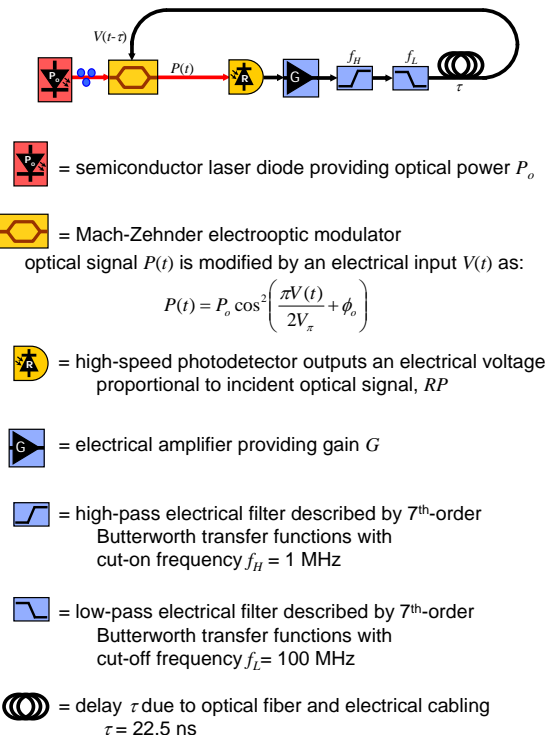 V(t-τ)
P(t)
f_H
f_L
P_o
R
G
τ
P_o = semiconductor laser diode providing optical power P_o
= Mach-Zehnder electrooptic modulator
optical signal P(t) is modified by an electrical input V(t) as:
P(t) = P_o cos²(πV(t)/2V_π + ϕ_o)
R = high-speed photodetector outputs an electrical voltage
proportional to incident optical signal, RP
G = electrical amplifier providing gain G
= high-pass electrical filter described by 7th-order
Butterworth transfer functions with
cut-on frequency f_H = 1 MHz
= low-pass electrical filter described by 7th-order
Butterworth transfer functions with
cut-off frequency f_L= 100 MHz
= delay τ due to optical fiber and electrical cabling
τ = 22.5 ns